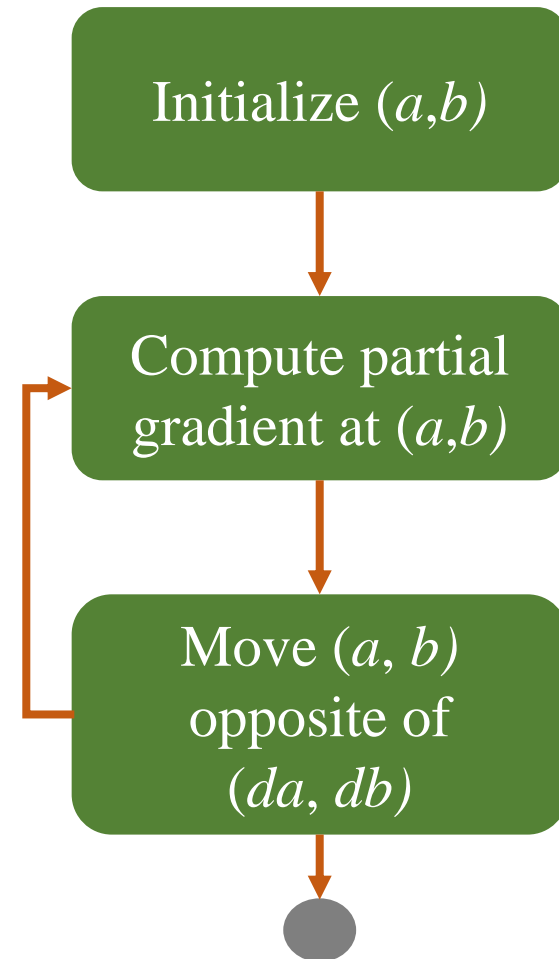 Initialize (a,b)
Compute partial
gradient at (a,b)
Move (a, b)
opposite of
(da, db)